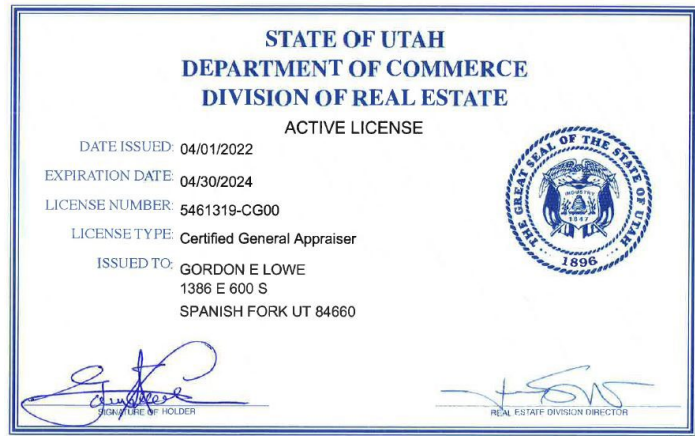 STATE OF UTAH
DEPARTMENT OF COMMERCE
DIVISION OF REAL ESTATE
ACTIVE LICENSE
DATE ISSUED: 04/01/2022
EXPIRATION DATE: 04/30/2024
LICENSE NUMBER: 5461319-CG00
LICENSE TYPE: Certified General Appraiser
ISSUED TO: GORDON E LOWE
1386 E 600 S
SPANISH FORK UT 84660
THE GREAT SEAL OF THE STATE OF UTAH
INDUSTRY
1847
1896
SIGNATURE OF HOLDER
REAL ESTATE DIVISION DIRECTOR